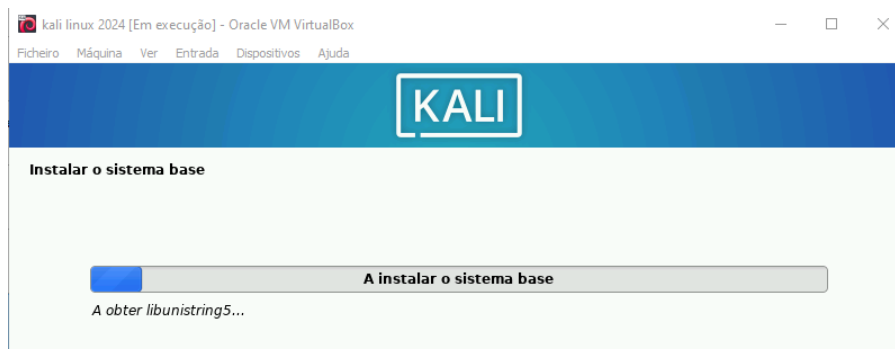 kali linux 2024 [Em execução] - Oracle VM VirtualBox
Ficheiro Máquina Ver Entrada Dispositivos Ajuda
KALI
Instalar o sistema base
A instalar o sistema base
A obter libunistring5...